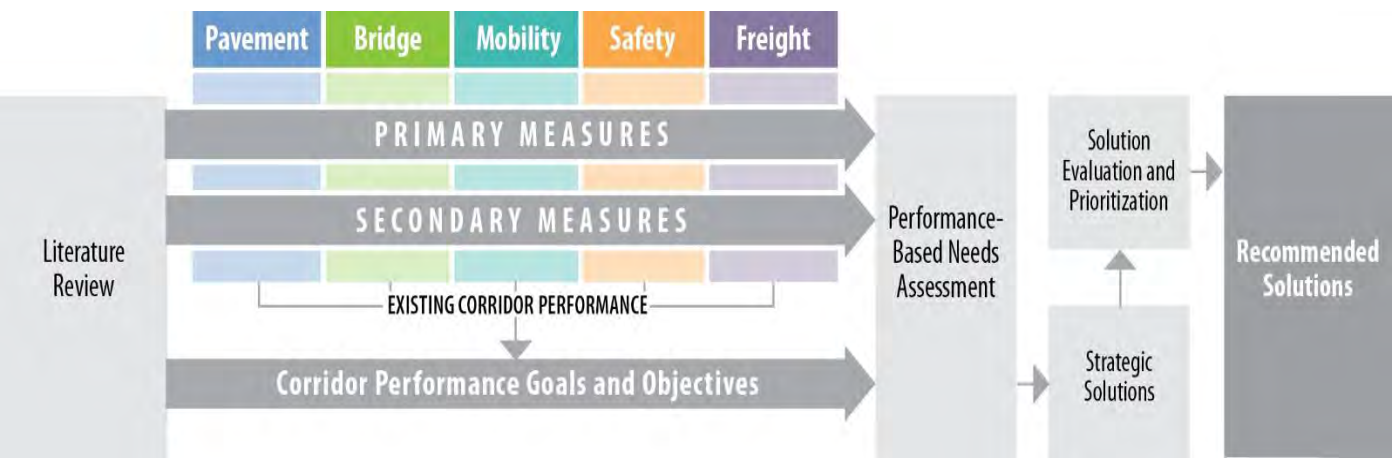 Pavement
Bridge
Mobility
Safety
Freight
PRIMARY MEASURES
SECONDARY MEASURES
Literature
Review
EXISTING CORRIDOR PERFORMANCE
Corridor Performance Goals and Objectives
Performance-
Based Needs
Assessment
Solution
Evaluation and
Prioritization
Strategic
Solutions
Recommended
Solutions